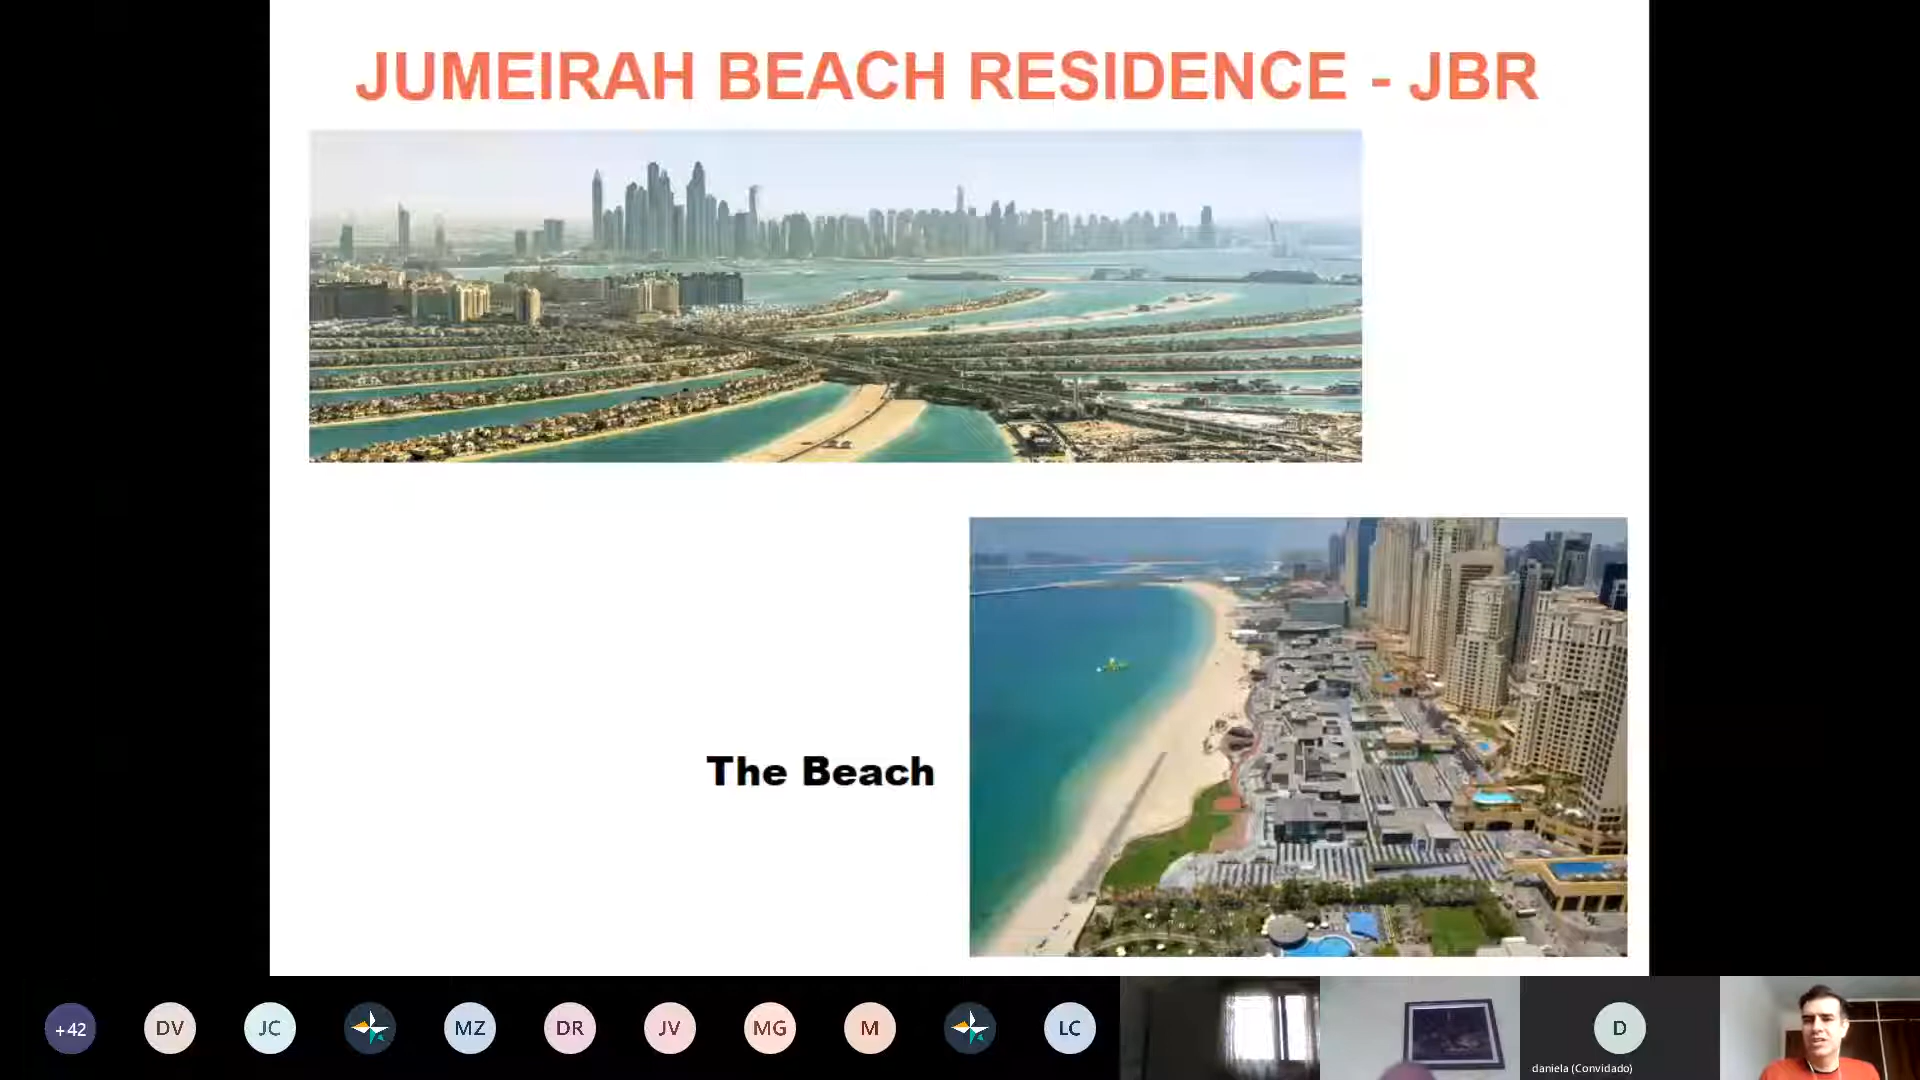 JUMEIRAH BEACH RESIDENCE - JBR
The Beach
+42
DV
JC
MZ
DR
JV
MG
M
LC
D
daniela (Convidado)